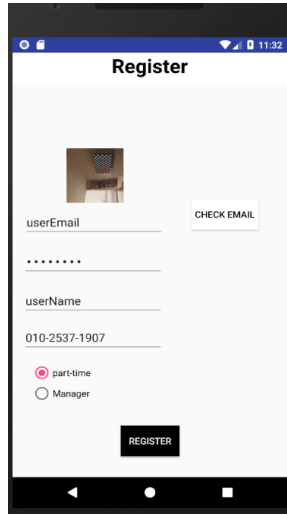 11:32
Register
CHECK EMAIL
userEmail
••••••••
userName
010-2537-1907
part-time
Manager
REGISTER